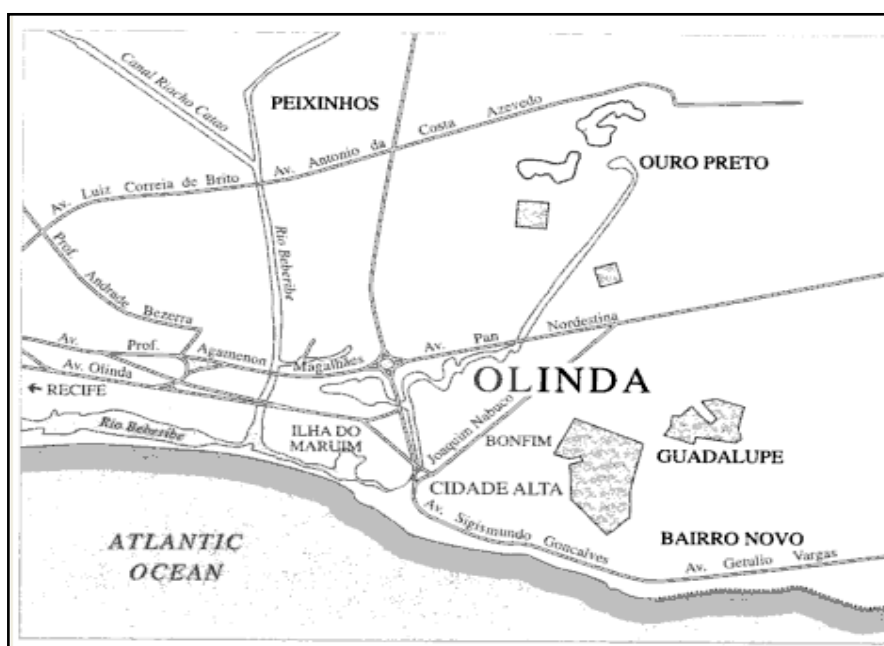 Canal Riacho Catao
PEIXINHOS
Av. Antonio da Costa Azevedo
OURO PRETO
Av. Luiz Correia de Brito
Rio Beberibe
Prof. Andrade Bezerra
Av. Pan Nordestina
Av. Prof. Agamenon Magalhães
Av. Olinda
OLINDA
← RECIFE
Joaquim Nabuco
Rio Beberibe
ILHA DO
MARUIM
BONFIM
GUADALUPE
CIDADE ALTA
Av. Sigismundo Goncalves
BAIRRO NOVO
Av. Getulio Vargas
ATLANTIC
OCEAN